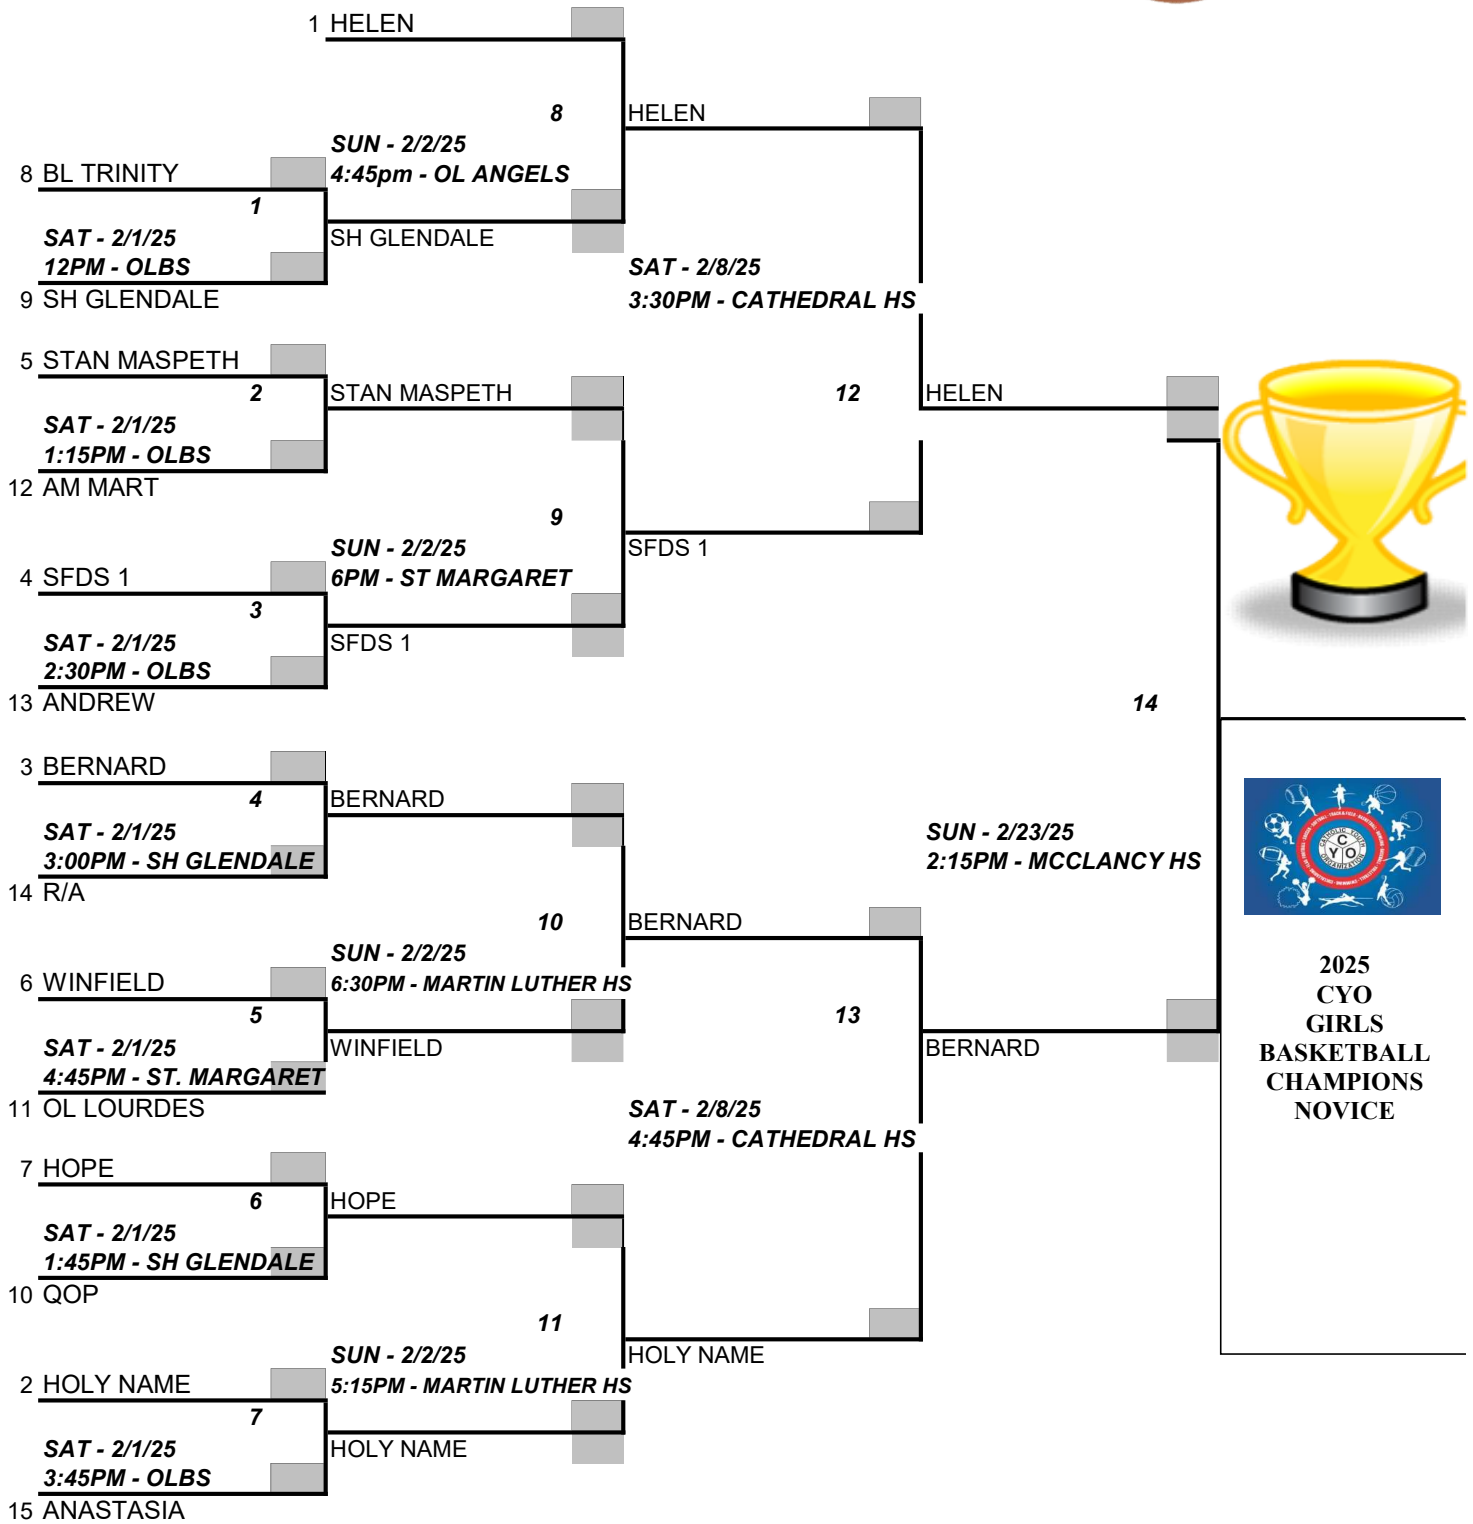 1 HELEN
8 HELEN
SUN - 2/2/25
8 BL TRINITY
4:45pm - OL ANGELS
1
SAT - 2/1/25
SH GLENDALE
12PM - OLBS
SAT - 2/8/25
9 SH GLENDALE
3:30PM - CATHEDRAL HS
5 STAN MASPETH
2
STAN MASPETH
12
HELEN
SAT - 2/1/25
1:15PM - OLBS
12 AM MART
9
SUN - 2/2/25
SFDS 1
4 SFDS 1
6PM - ST MARGARET
3
SAT - 2/1/25
SFDS 1
2:30PM - OLBS
13 ANDREW
14
3 BERNARD
4
BERNARD
SAT - 2/1/25
SUN - 2/23/25
3:00PM - SH GLENDALE
2:15PM - MCCLANCY HS
14 R/A
10
BERNARD
SUN - 2/2/25
6 WINFIELD
6:30PM - MARTIN LUTHER HS
5
13
SAT - 2/1/25
WINFIELD
BERNARD
4:45PM - ST. MARGARET
11 OL LOURDES
SAT - 2/8/25
4:45PM - CATHEDRAL HS
7 HOPE
6
HOPE
SAT - 2/1/25
1:45PM - SH GLENDALE
10 QOP
11
SUN - 2/2/25
HOLY NAME
2 HOLY NAME
5:15PM - MARTIN LUTHER HS
7
SAT - 2/1/25
HOLY NAME
3:45PM - OLBS
15 ANASTASIA
CYO
2025
CYO
GIRLS
BASKETBALL
CHAMPIONS
NOVICE